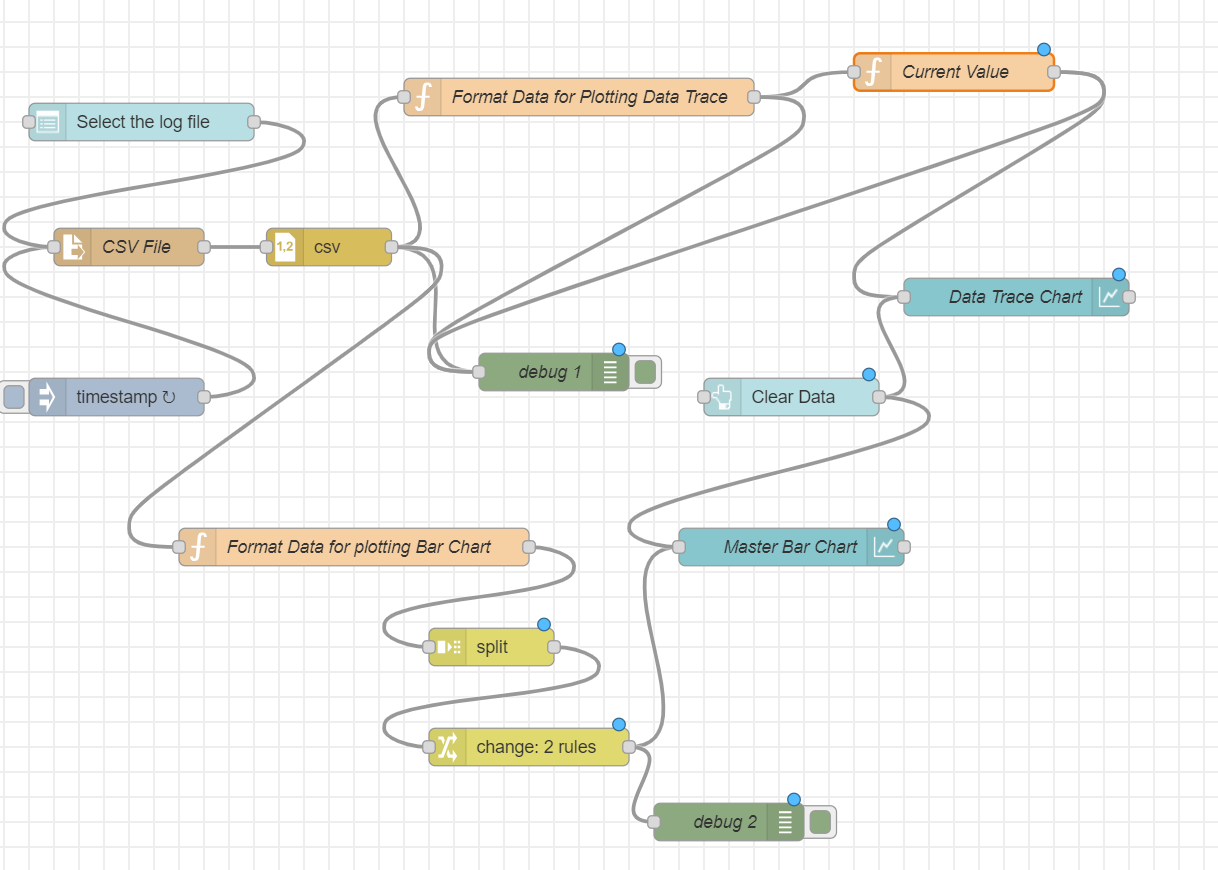 Current Value
Format Data for Plotting Data Trace
Select the log file
CSV File
1,2
csv
Data Trace Chart
debug 1
timestamp ↻
Clear Data
Format Data for plotting Bar Chart
Master Bar Chart
split
change: 2 rules
debug 2